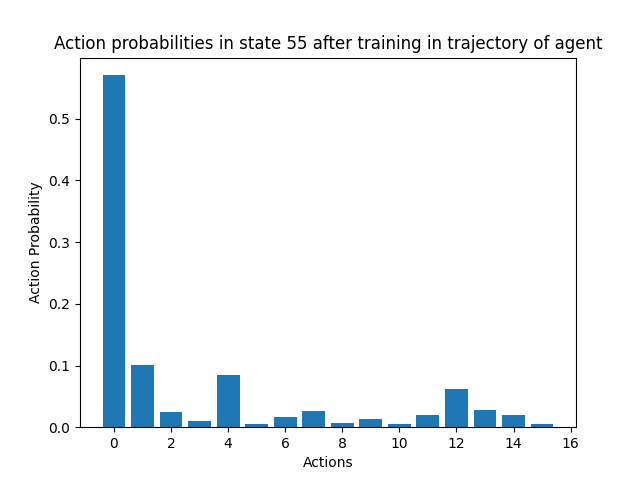 Action probabilities in state 55 after training in trajectory of agent
Action Probability
0.5
0.4
0.3
0.2
0.1
0.0
0 2 4 6 8 10 12 14 16
Actions